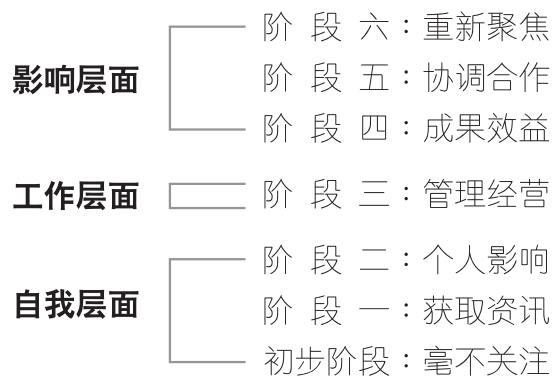 影响层面
阶段六：重新聚焦
阶段五：协调合作
阶段四：成果效益
工作层面
阶段三：管理经营
自我层面
阶段二：个人影响
阶段一：获取资讯
初步阶段：毫不关注